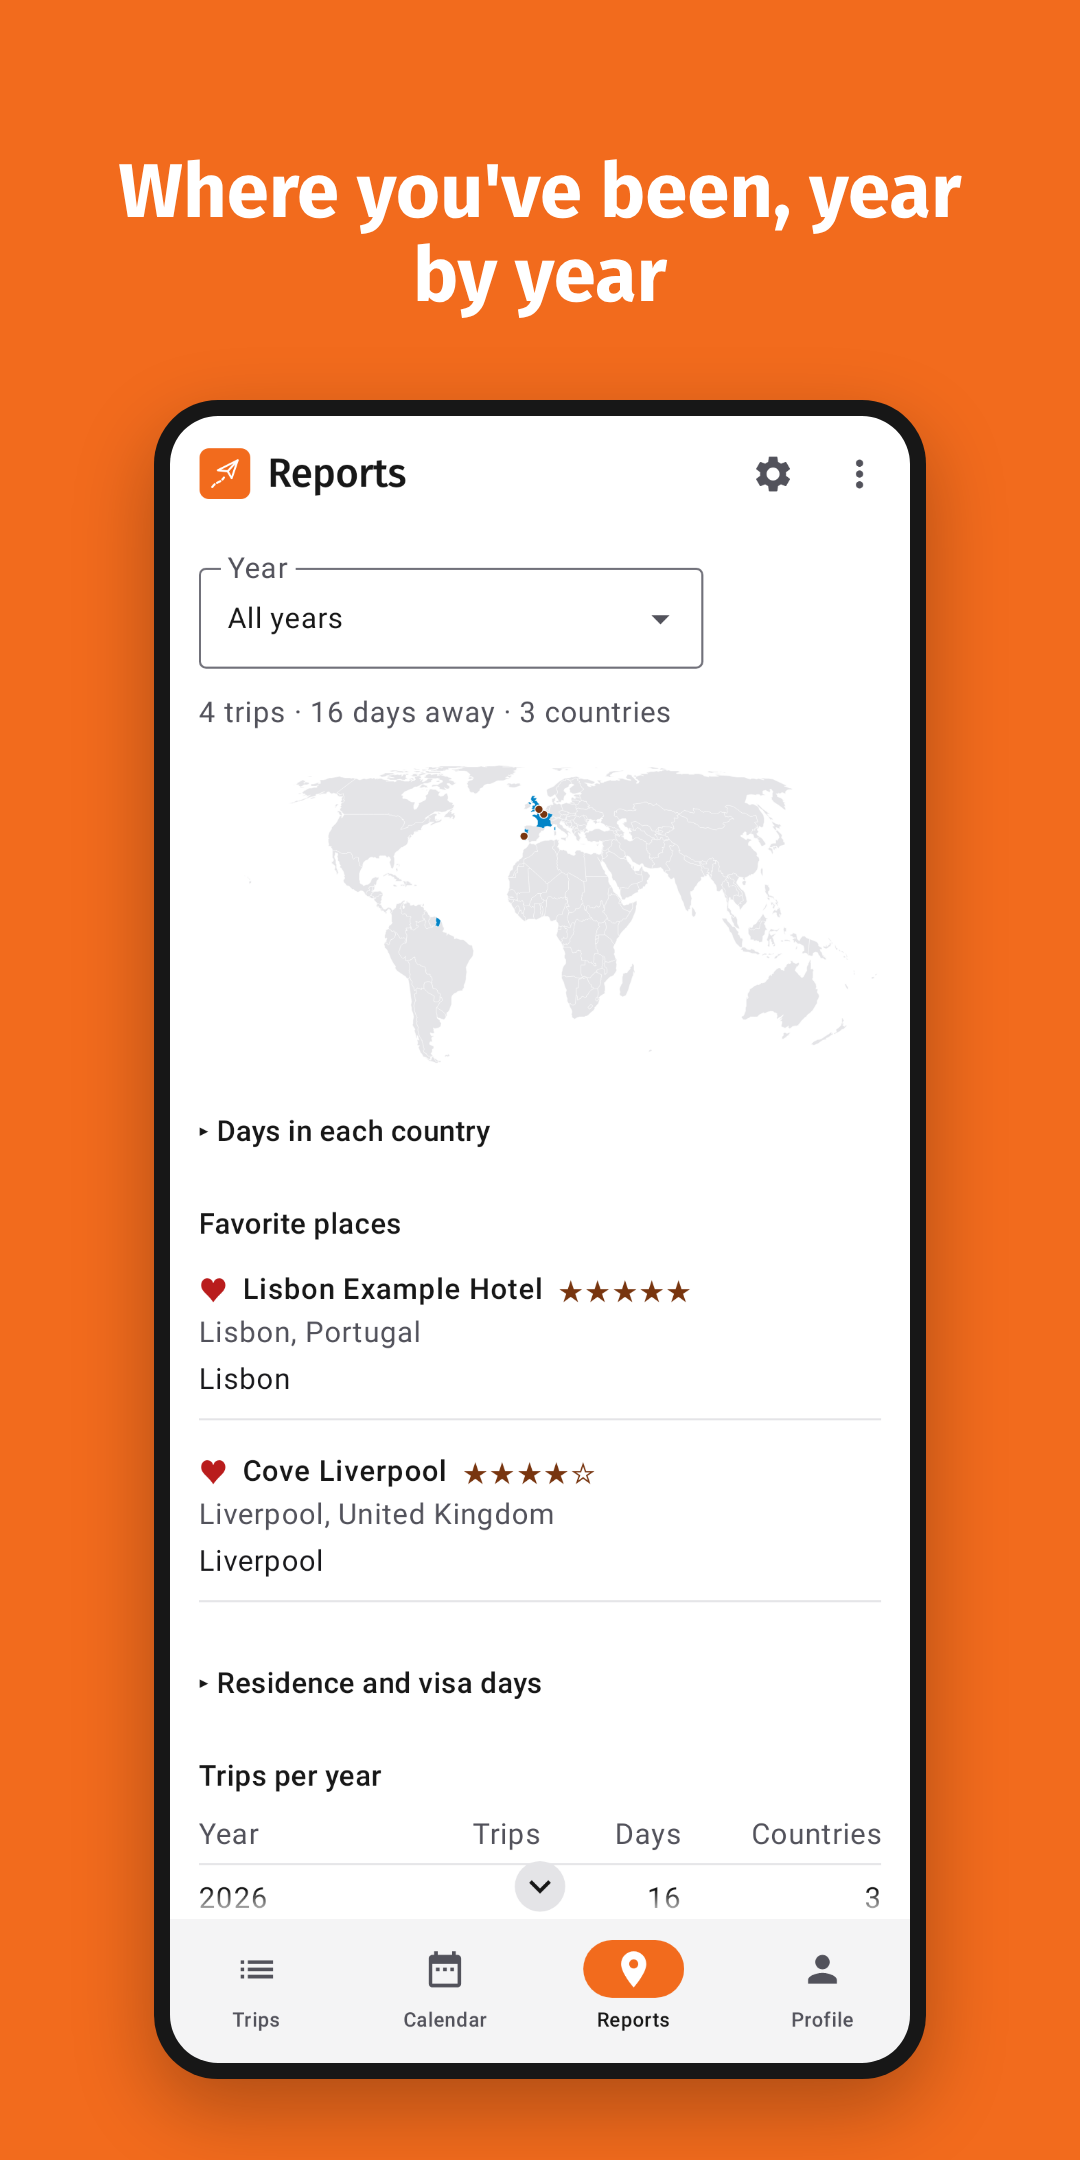 Where you've been, year
by year
Reports
Year
All years
4 trips · 16 days away · 3 countries
▸ Days in each country
Favorite places
♥ Lisbon Example Hotel ★★★★★
Lisbon, Portugal
Lisbon
♥ Cove Liverpool ★★★★☆
Liverpool, United Kingdom
Liverpool
▸ Residence and visa days
Trips per year
Year Trips Days Countries
2026 16 3
Trips Calendar Reports Profile